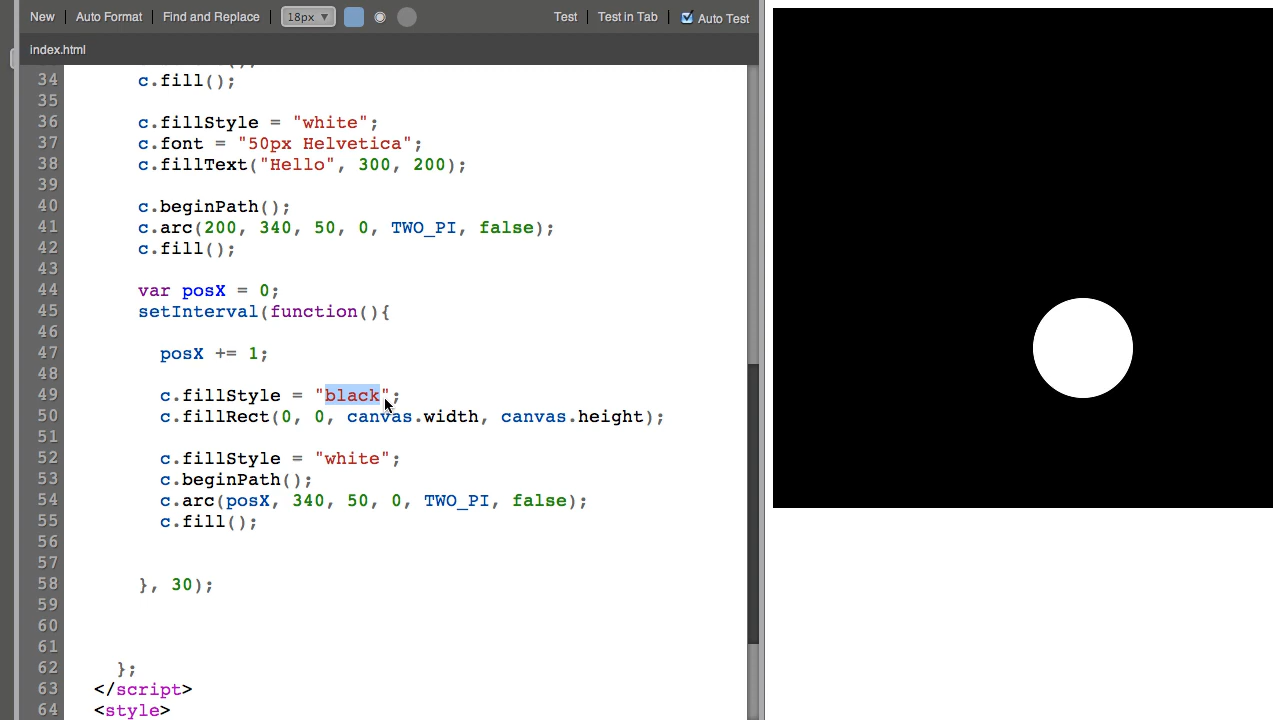 New Auto Format Find and Replace 18px ▼ Test Test in Tab Auto Test
index.html
34 c.fill();
35
36 c.fillStyle = "white";
37 c.font = "50px Helvetica";
38 c.fillText("Hello", 300, 200);
39
40 c.beginPath();
41 c.arc(200, 340, 50, 0, TWO_PI, false);
42 c.fill();
43
44 var posX = 0;
45 setInterval(function(){
46
47 posX += 1;
48
49 c.fillStyle = "black";
50 c.fillRect(0, 0, canvas.width, canvas.height);
51
52 c.fillStyle = "white";
53 c.beginPath();
54 c.arc(posX, 340, 50, 0, TWO_PI, false);
55 c.fill();
56
57
58 }, 30);
59
60
61
62 };
63 </script>
64 <style>